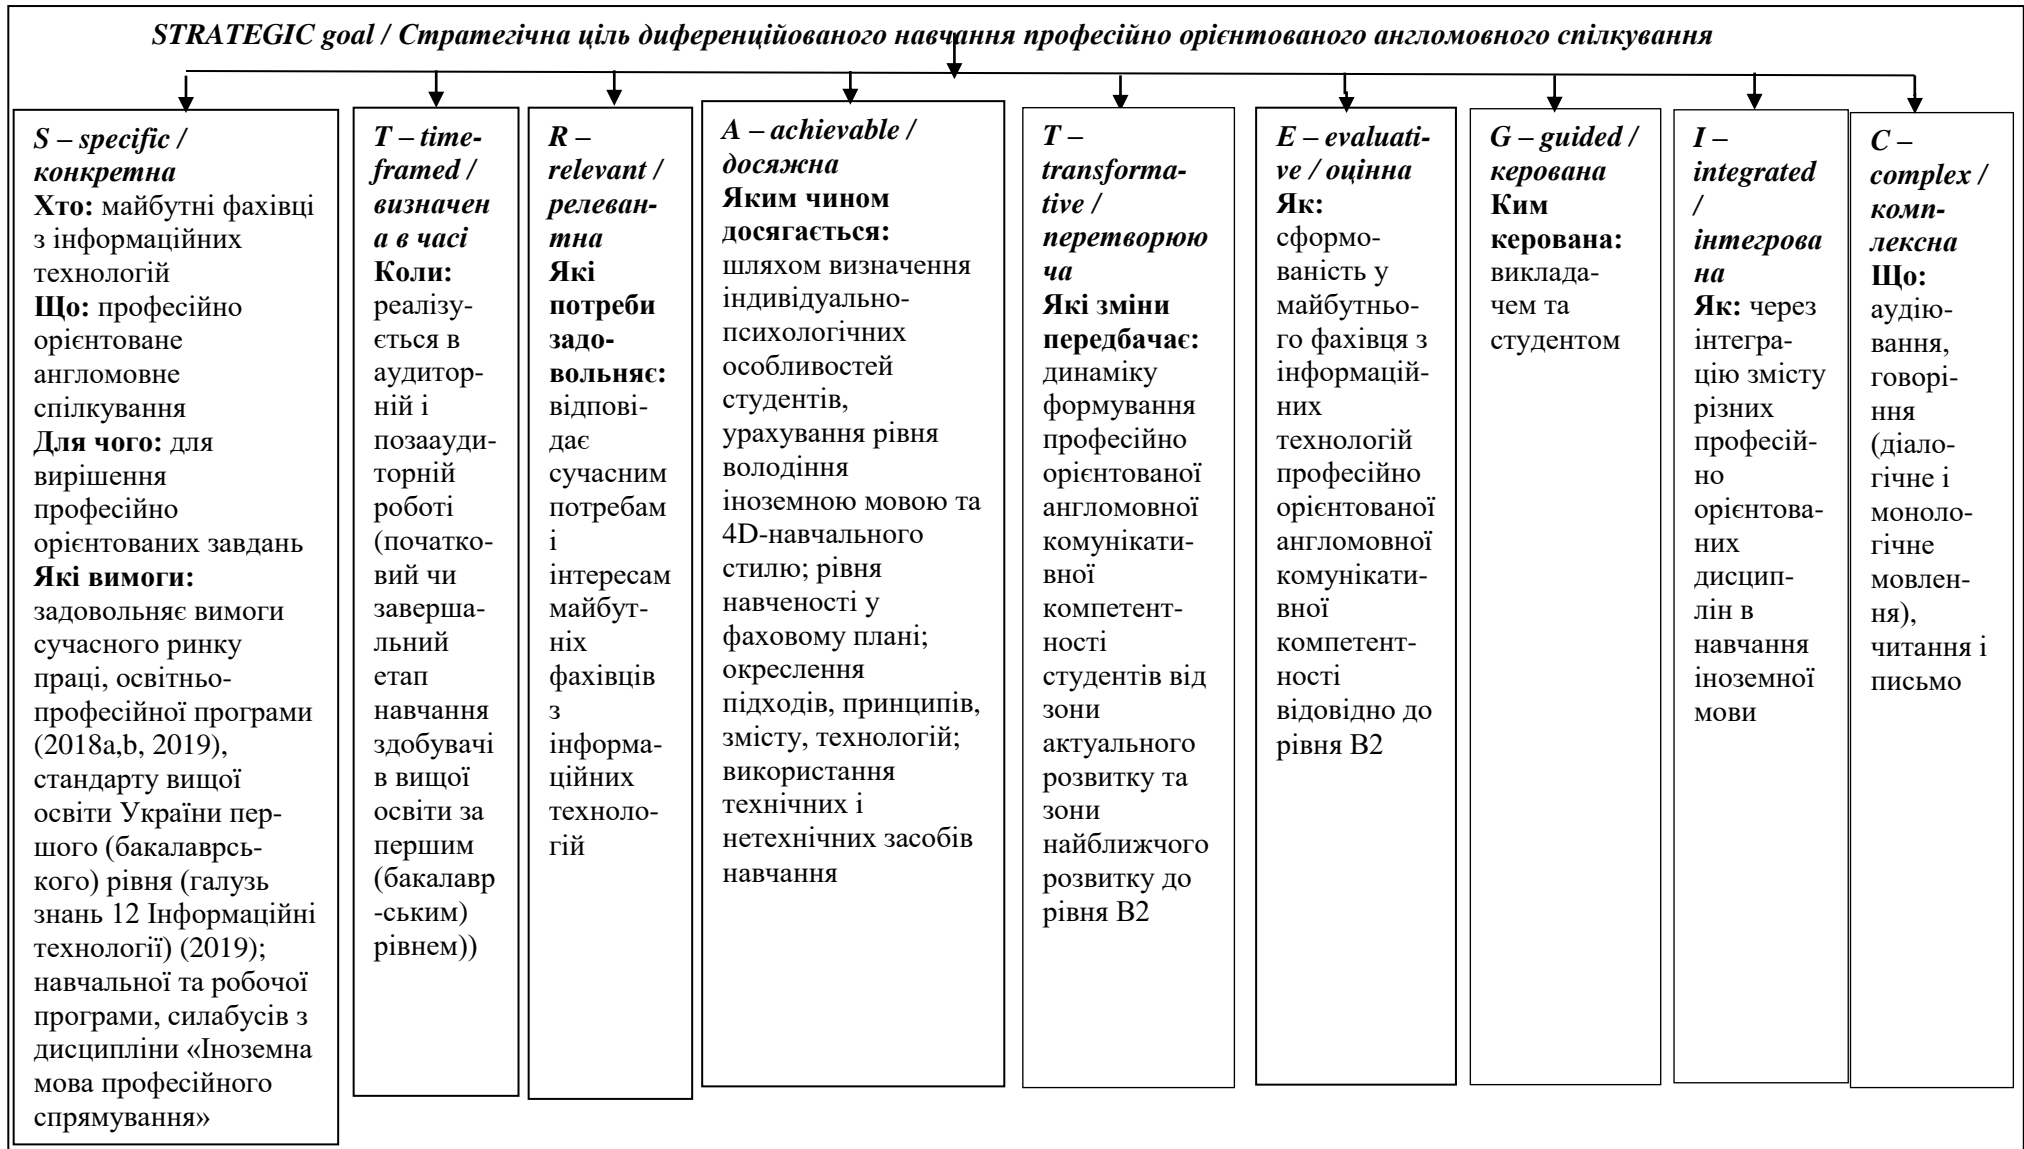 STRATEGIC goal / Стратегічна ціль диференційованого навчання професійно орієнтованого англомовного спілкування
S – specific /
конкретна
Хто: майбутні фахівці
з інформаційних
технологій
Що: професійно
орієнтоване
англомовне
спілкування
Для чого: для
вирішення
професійно
орієнтованих завдань
Які вимоги:
задовольняє вимоги
сучасного ринку
праці, освітньо-
професійної програми
(2018a,b, 2019),
стандарту вищої
освіти України пер-
шого (бакалаврсь-
кого) рівня (галузь
знань 12 Інформаційні
технології) (2019);
навчальної та робочої
програми, силабусів з
дисципліни «Іноземна
мова професійного
спрямування»
T – time-
framed /
визначен
а в часі
Коли:
реалізу-
ється в
аудитор-
ній і
позаауди-
торній
роботі
(початко-
вий чи
заверша-
льний
етап
навчання
здобувачі
в вищої
освіти за
першим
(бакалавр
-ським)
рівнем))
R –
relevant /
релеван-
тна
Які
потреби
задо-
вольняє:
відпові-
дає
сучасним
потребам
і
інтересам
майбут-
ніх
фахівців
з
інформа-
ційних
техноло-
гій
A – achievable /
досяжна
Яким чином
досягається:
шляхом визначення
індивідуально-
психологічних
особливостей
студентів,
урахування рівня
володіння
іноземною мовою та
4D-навчального
стилю; рівня
навченості у
фаховому плані;
окреслення
підходів, принципів,
змісту, технологій;
використання
технічних і
нетехнічних засобів
навчання
T –
transforma-
tive /
перетворюю
ча
Які зміни
передбачає:
динаміку
формування
професійно
орієнтованої
англомовної
комунікати-
вної
компетент-
ності
студентів від
зони
актуального
розвитку та
зони
найближчого
розвитку до
рівня В2
E – evaluati-
ve / оцінна
Як:
сформо-
ваність у
майбутньо-
го фахівця з
інформацій-
них
технологій
професійно
орієнтованої
англомовної
комунікати-
вної
компетент-
ності
відовідно до
рівня В2
G – guided /
керована
Ким
керована:
виклада-
чем та
студентом
I –
integrated
/
інтегрова
на
Як: через
інтегра-
цію змісту
різних
професій-
но
орієнтова-
них
дисцип-
лін в
навчання
іноземної
мови
C –
complex /
комп-
лексна
Що:
аудію-
вання,
говорі-
ння
(діало-
гічне і
моноло-
гічне
мовлен-
ня),
читання і
письмо